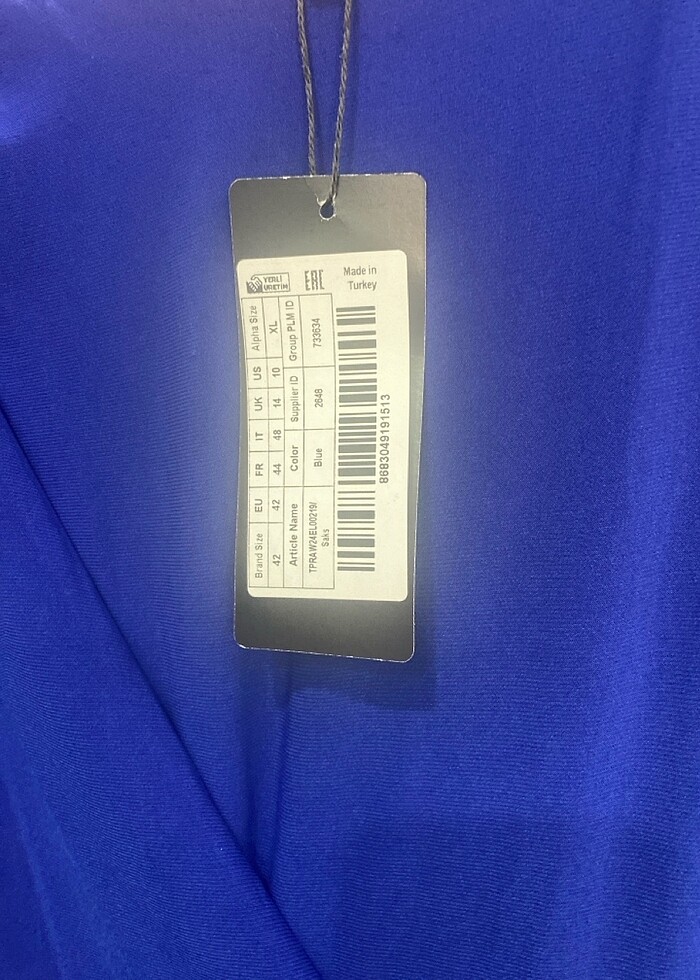 YERLİ
ÜRETİM
EAC
Made in
Turkey
Brand Size EU FR IT UK US Alpha Size
42 42 44 48 14 10 XL
Article Name Color Supplier ID Group PLM ID
TPRAW24EL00219/
Saks
Blue 2648 733634
8683049191513